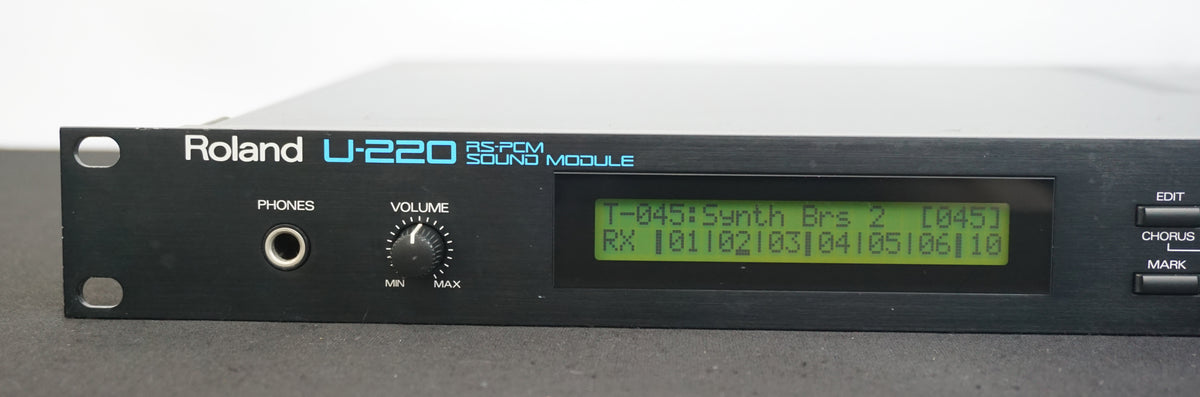 Roland U-220 RS-PCM
SOUND MODULE
PHONES
VOLUME
MIN MAX
T-045:Synth Brs 2 [045]
RX |01|02|03|04|05|06|10
EDIT
CHORUS
MARK